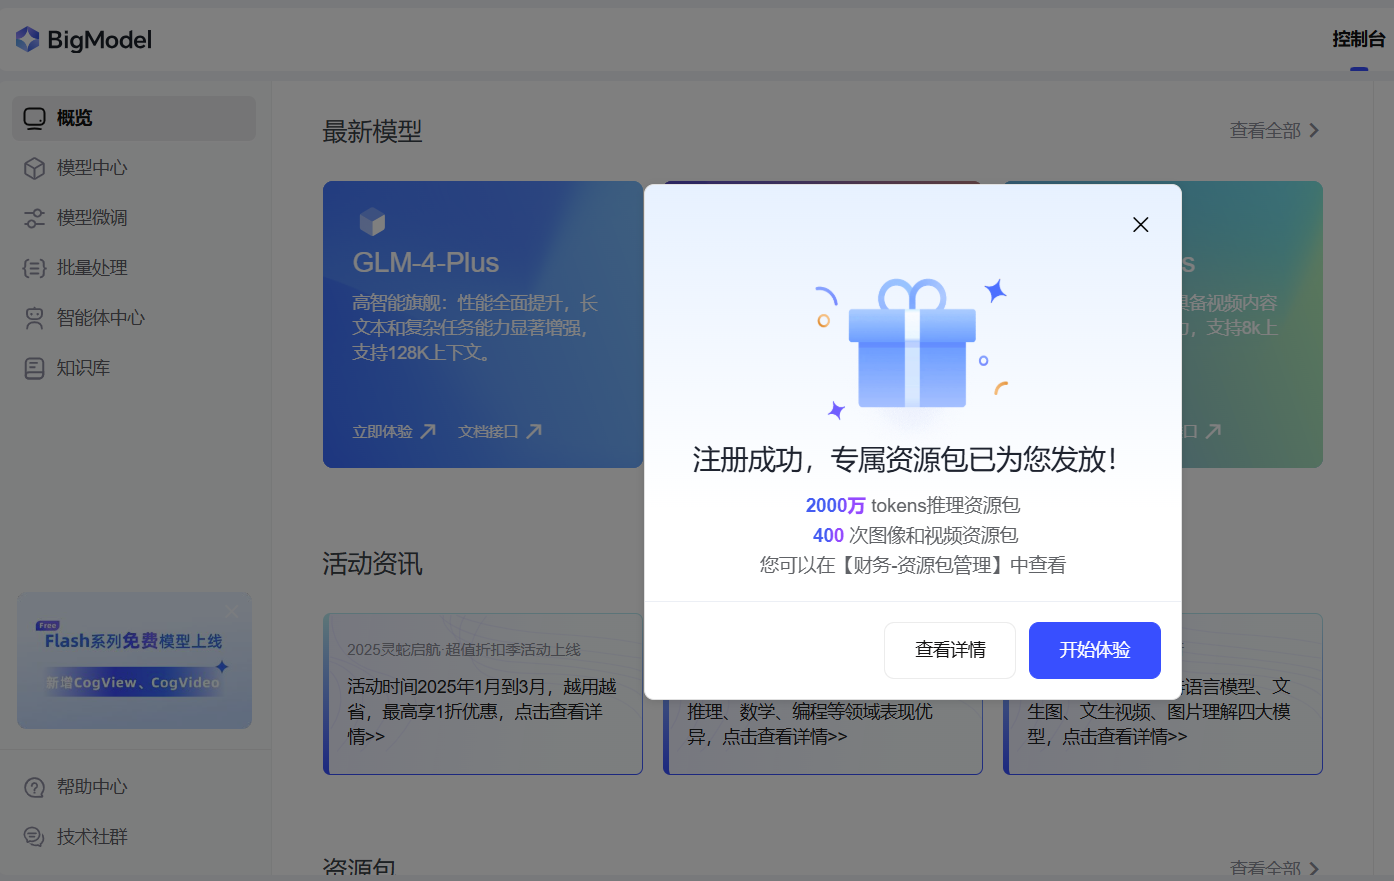 BigModel
控制台
概览
模型中心
模型微调
批量处理
智能体中心
知识库
Free
Flash系列免费模型上线
新增CogView、CogVideo
帮助中心
技术社群
最新模型
查看全部
GLM-4-Plus
高智能旗舰：性能全面提升，长
文本和复杂任务能力显著增强，
支持128K上下文。
立即体验
文档接口
s
具备视频内容
，支持8k上
口
注册成功，专属资源包已为您发放！
2000万 tokens推理资源包
400 次图像和视频资源包
您可以在【财务-资源包管理】中查看
查看详情
开始体验
活动资讯
2025灵蛇启航·超值折扣季活动上线
活动时间2025年1月到3月，越用越
省，最高享1折优惠，点击查看详
情>>
推理、数学、编程等领域表现优
异，点击查看详情>>
语言模型、文
生图、文生视频、图片理解四大模
型，点击查看详情>>
资源包
查看全部